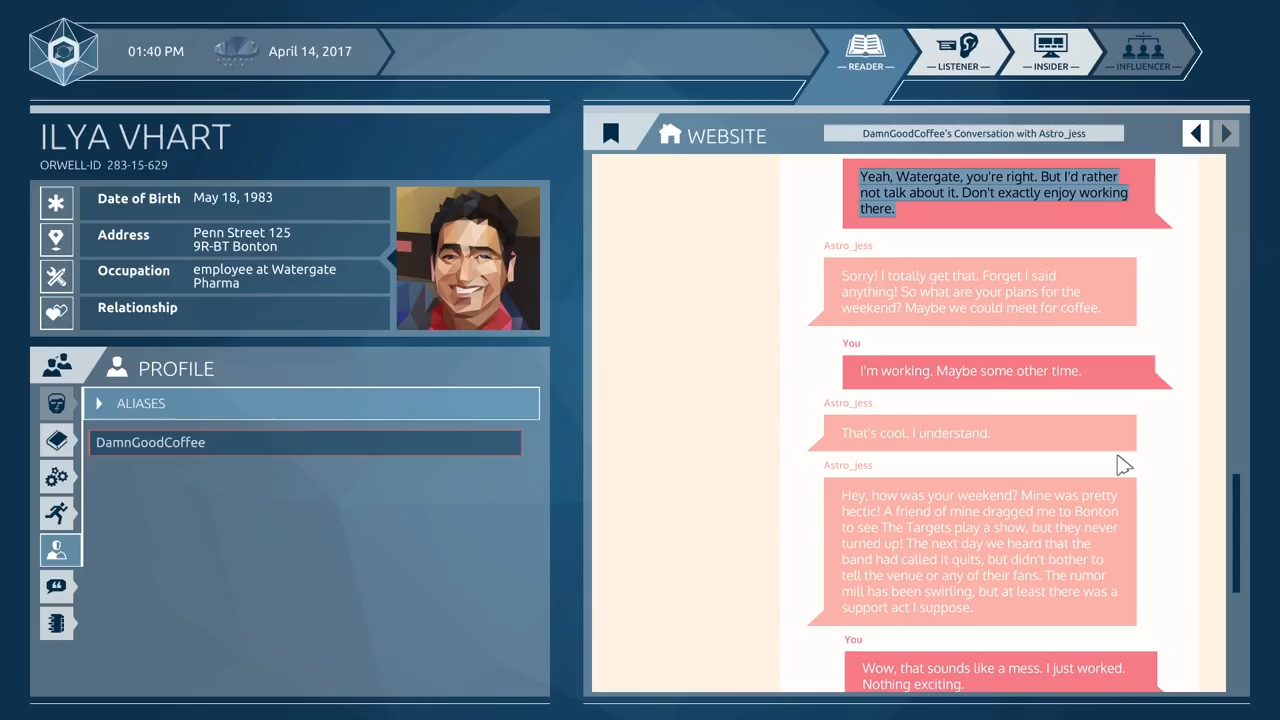 01:40 PM
April 14, 2017
— READER —
— LISTENER —
— INSIDER —
— INFLUENCER —
ILYA VHART
ORWELL-ID 283-15-629
Date of Birth May 18, 1983
Address Penn Street 125
9R-BT Bonton
Occupation employee at Watergate
Pharma
Relationship
PROFILE
ALIASES
DamnGoodCoffee
WEBSITE
DamnGoodCoffee's Conversation with Astro_jess
Yeah, Watergate, you're right. But I'd rather
not talk about it. Don't exactly enjoy working
there.
Astro_jess
Sorry! I totally get that. Forget I said
anything! So what are your plans for the
weekend? Maybe we could meet for coffee.
You
I'm working. Maybe some other time.
Astro_jess
That's cool. I understand.
Astro_jess
Hey, how was your weekend? Mine was pretty
hectic! A friend of mine dragged me to Bonton
to see The Targets play a show, but they never
turned up! The next day we heard that the
band had called it quits, but didn't bother to
tell the venue or any of their fans. The rumor
mill has been swirling, but at least there was a
support act I suppose.
You
Wow, that sounds like a mess. I just worked.
Nothing exciting.